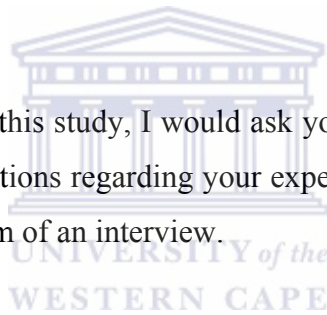 this study, I would ask yo
tions regarding your expe
m of an interview.
UNIVERSITY of the
WESTERN CAPE